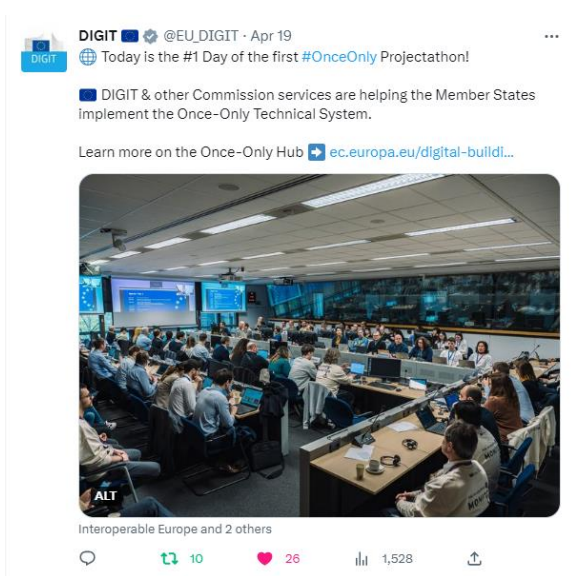 DIGIT 🇪🇺 @EU_DIGIT · Apr 19
DIGIT
🌐 Today is the #1 Day of the first #OnceOnly Projectathon!
🇪🇺 DIGIT & other Commission services are helping the Member States
implement the Once-Only Technical System.
Learn more on the Once-Only Hub ➡️ ec.europa.eu/digital-buildi...
ALT
Interoperable Europe and 2 others
10 26 1,528